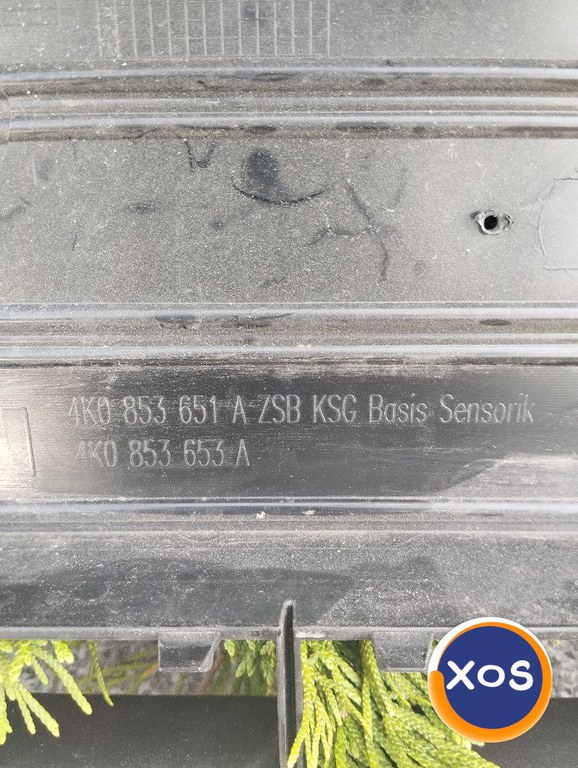 4K0 853 651 A ZSB KSG Basis Sensorik
4K0 853 653 A
XOS